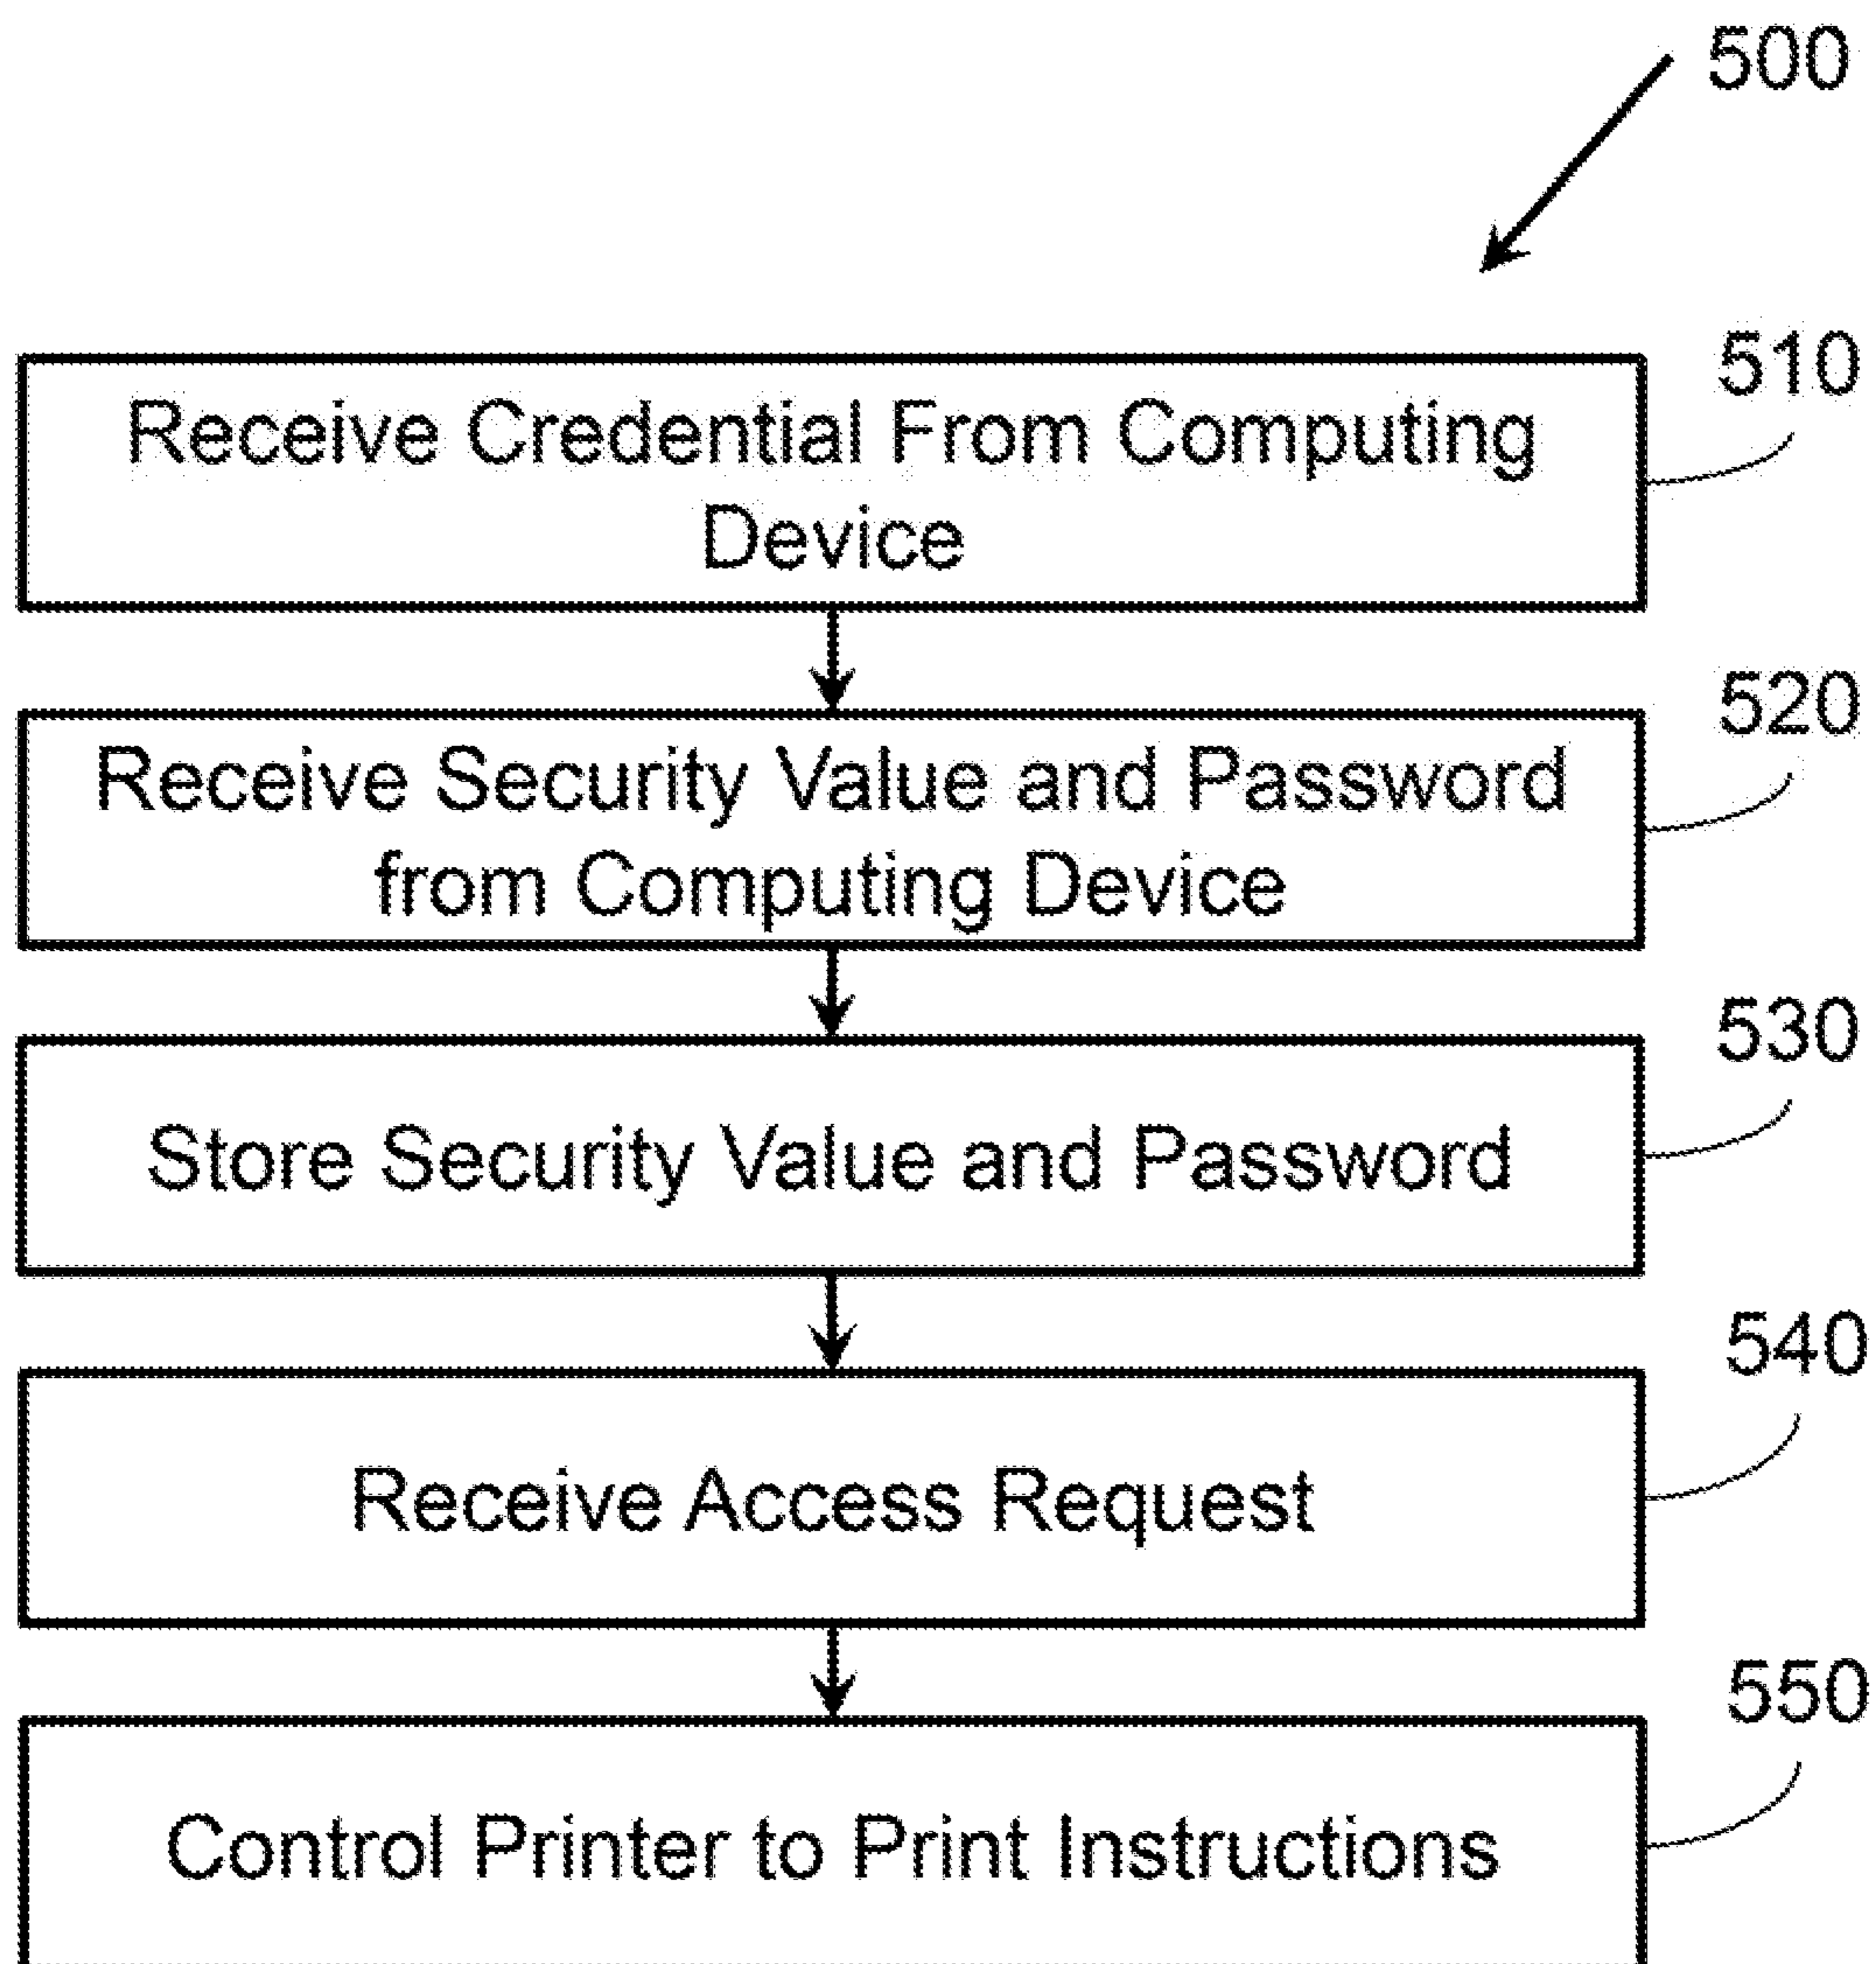 500
510
Receive Credential From Computing
Device
520
Receive Security Value and Password
from Computing Device
530
Store Security Value and Password
540
Receive Access Request
550
Control Printer to Print Instructions